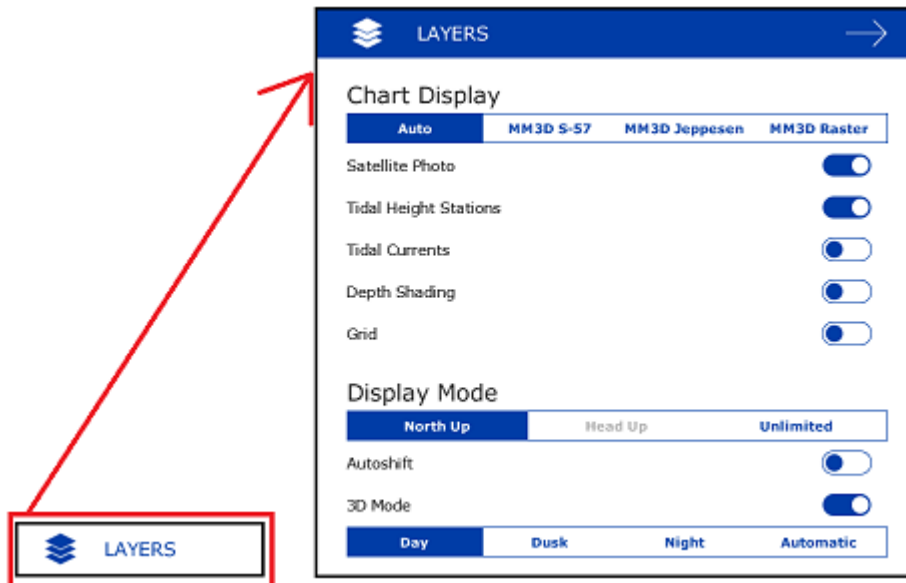 LAYERS
Chart Display
Auto MM3D S-57 MM3D Jeppesen MM3D Raster
Satellite Photo
Tidal Height Stations
Tidal Currents
Depth Shading
Grid
Display Mode
North Up Head Up Unlimited
Autoshift
3D Mode
Day Dusk Night Automatic
LAYERS